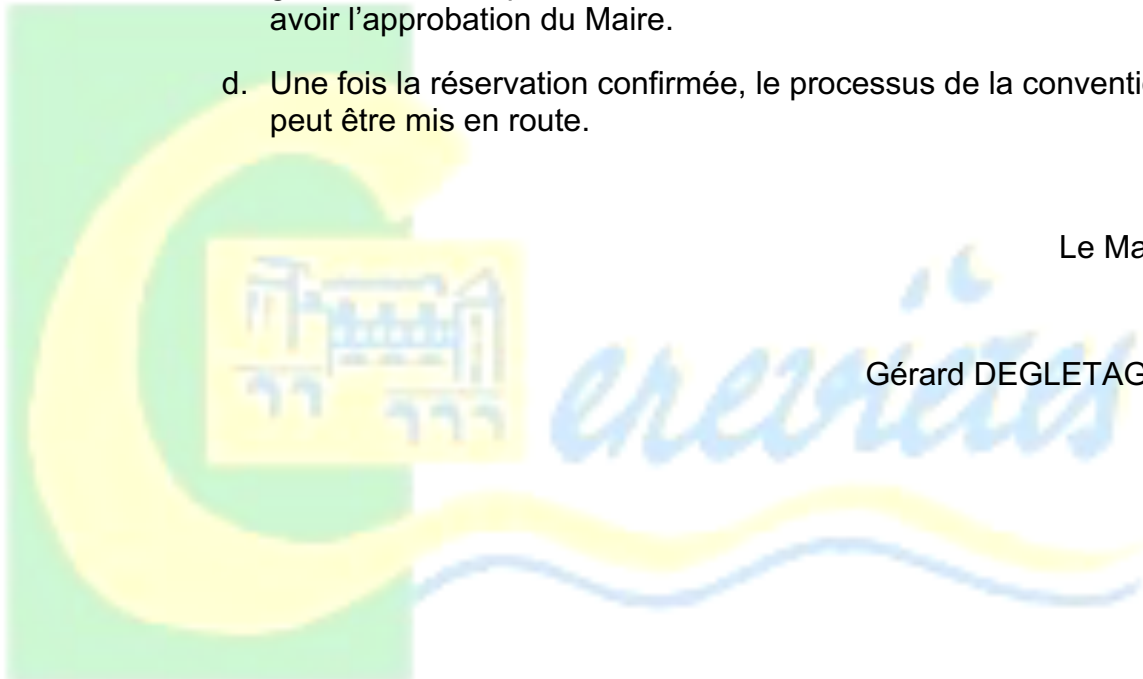 avoir l’approbation du Maire.
d. Une fois la réservation confirmée, le processus de la conventi
peut être mis en route.
Le Ma
Gérard DEGLETAG